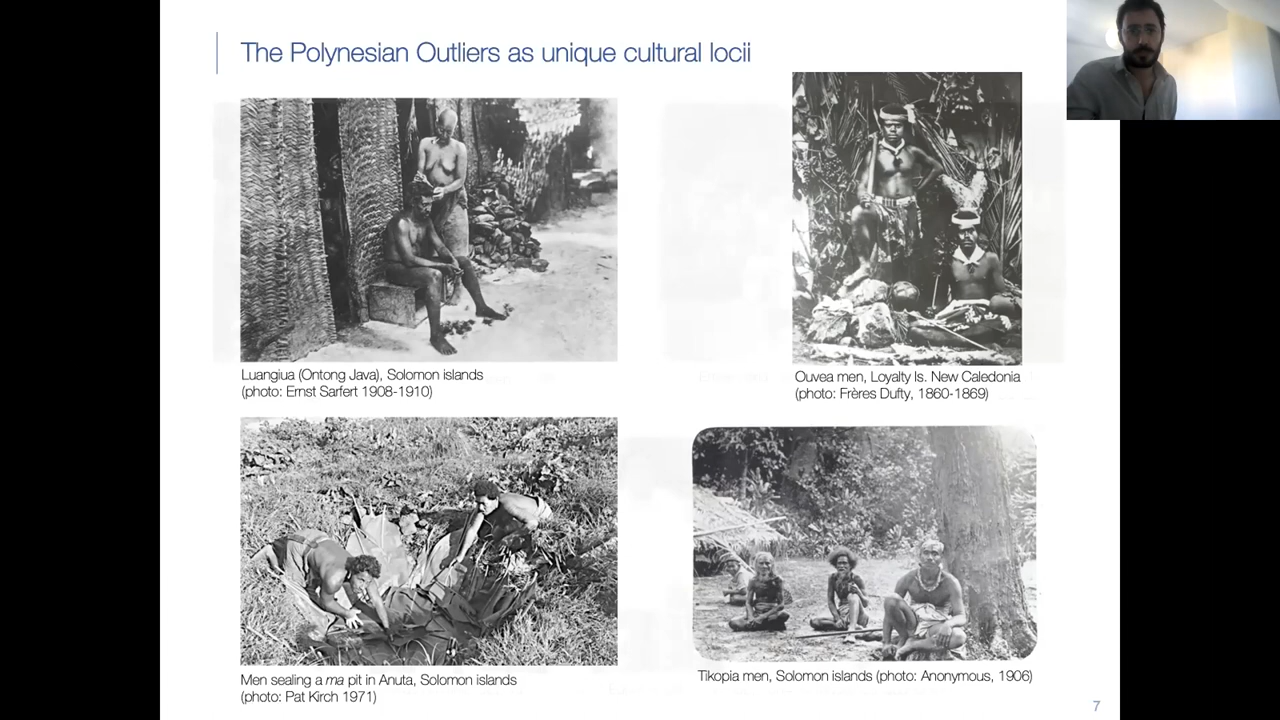 The Polynesian Outliers as unique cultural locii
Luangiua (Ontong Java), Solomon islands
(photo: Ernst Sarfert 1908-1910)
Ouvea men, Loyalty Is. New Caledonia
(photo: Frères Dufty, 1860-1869)
Men sealing a ma pit in Anuta, Solomon islands
(photo: Pat Kirch 1971)
Tikopia men, Solomon islands (photo: Anonymous, 1906)
7